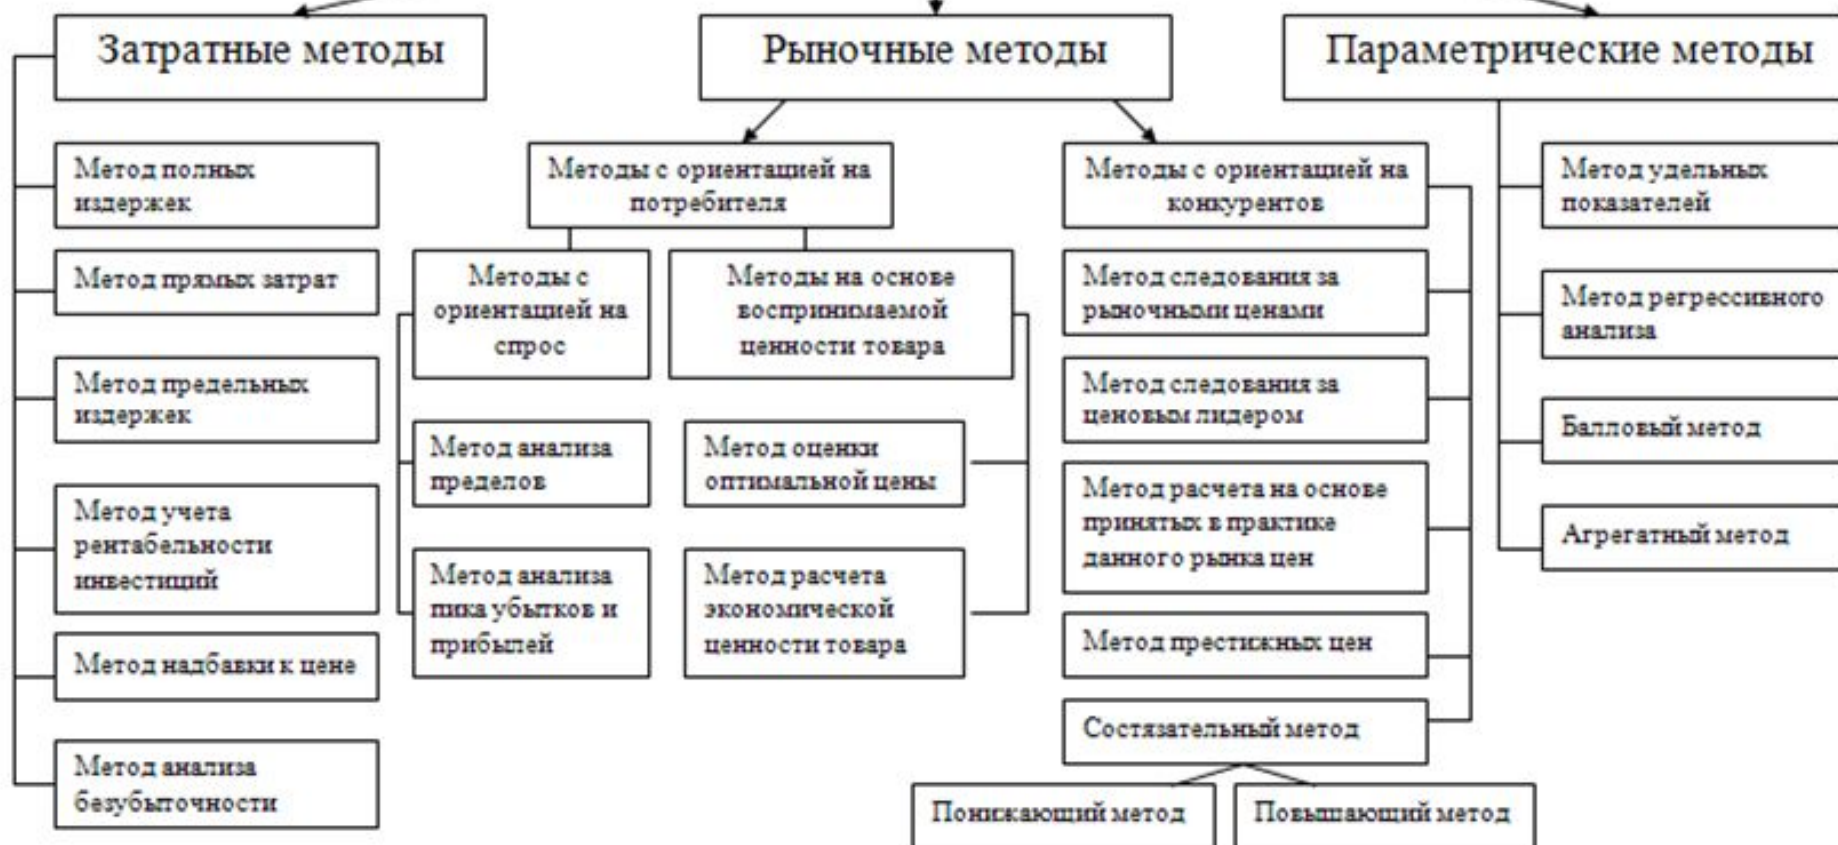 Затратные методы
Рыночные методы
Параметрические методы
Метод полных
издержек
Метод прямых затрат
Метод предельных
издержек
Метод учета
рентабельности
инвестиций
Метод надбавки к цене
Метод анализа
безубыточности
Методы с ориентацией на
потребителя
Методы с
ориентацией на
спрос
Метод анализа
пределов
Метод анализа
пика убытков и
прибылей
Методы на основе
воспринимаемой
ценности товара
Метод оценки
оптимальной цены
Метод расчета
экономической
ценности товара
Методы с ориентацией на
конкурентов
Метод следования за
рыночными ценами
Метод следования за
ценовым лидером
Метод расчета на основе
принятых в практике
данного рынка цен
Метод престижных цен
Состязательный метод
Понижающий метод
Повышающий метод
Метод удельных
показателей
Метод регрессивного
анализа
Балловый метод
Агрегатный метод